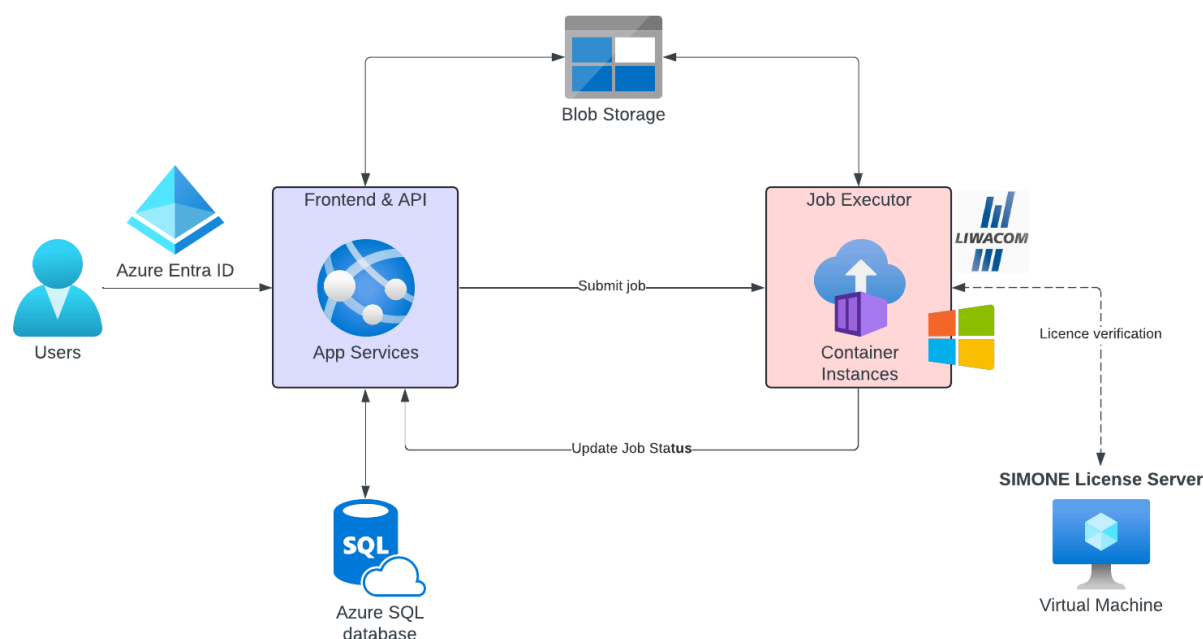 Blob Storage
Frontend & API
Job Executor
LIWACOM
Azure Entra ID
Submit job
Users
App Services
Container
Instances
Licence verification
Update Job Status
SIMONE License Server
SQL
Azure SQL
database
Virtual Machine